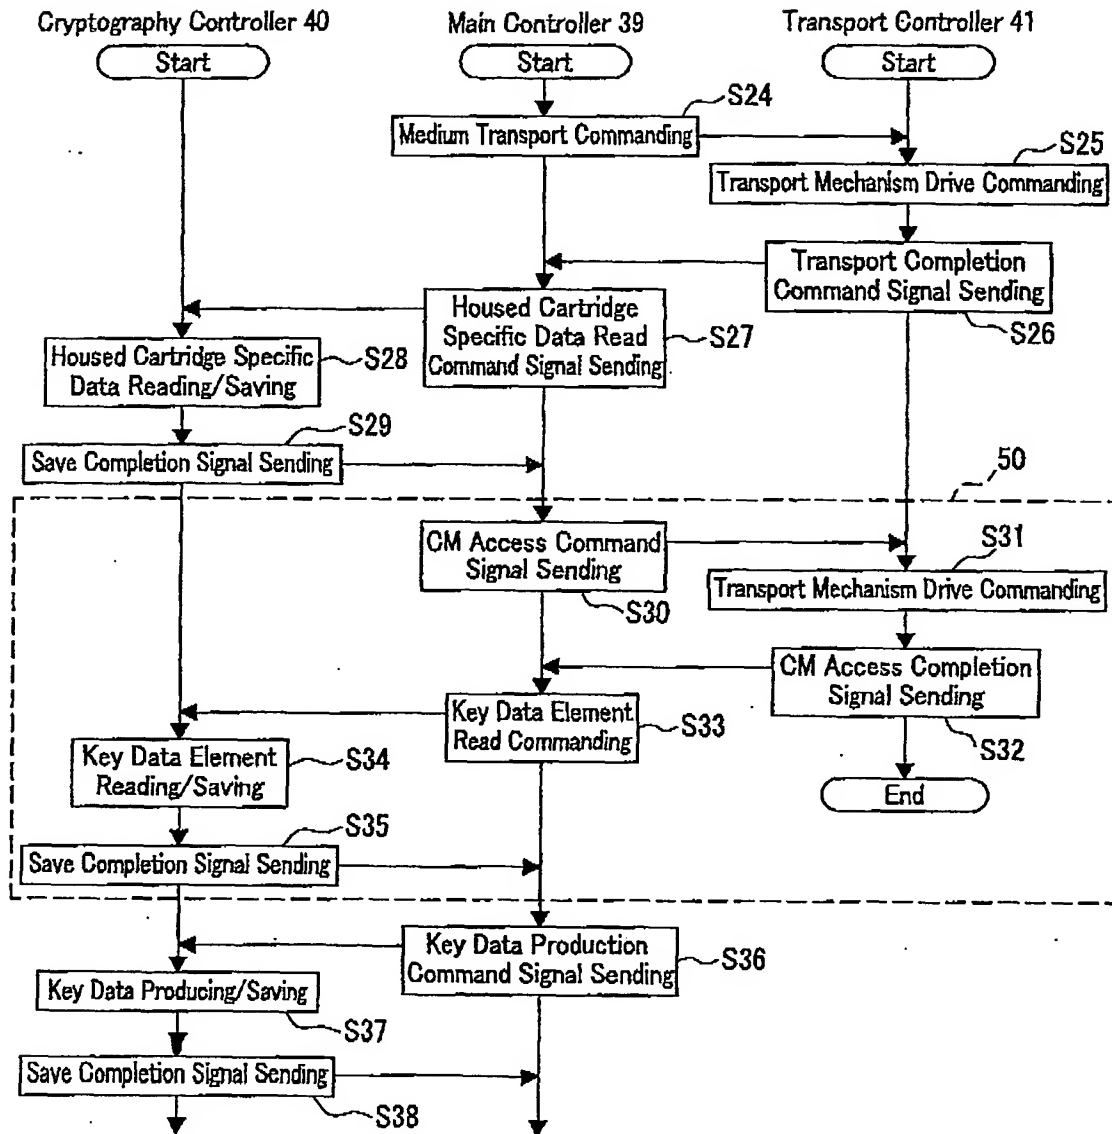 Cryptography Controller 40
Main Controller 39
Transport Controller 41
Start
Start
Start
S24
Medium Transport Commanding
S25
Transport Mechanism Drive Commanding
Transport Completion
Command Signal Sending
S26
Housed Cartridge
Specific Data Read
Command Signal Sending
S27
Housed Cartridge Specific
Data Reading/Saving
S28
S29
Save Completion Signal Sending
50
CM Access Command
Signal Sending
S30
S31
Transport Mechanism Drive Commanding
CM Access Completion
Signal Sending
S32
End
Key Data Element
Read Commanding
S33
Key Data Element
Reading/Saving
S34
S35
Save Completion Signal Sending
Key Data Production
Command Signal Sending
S36
Key Data Producing/Saving
S37
Save Completion Signal Sending
S38